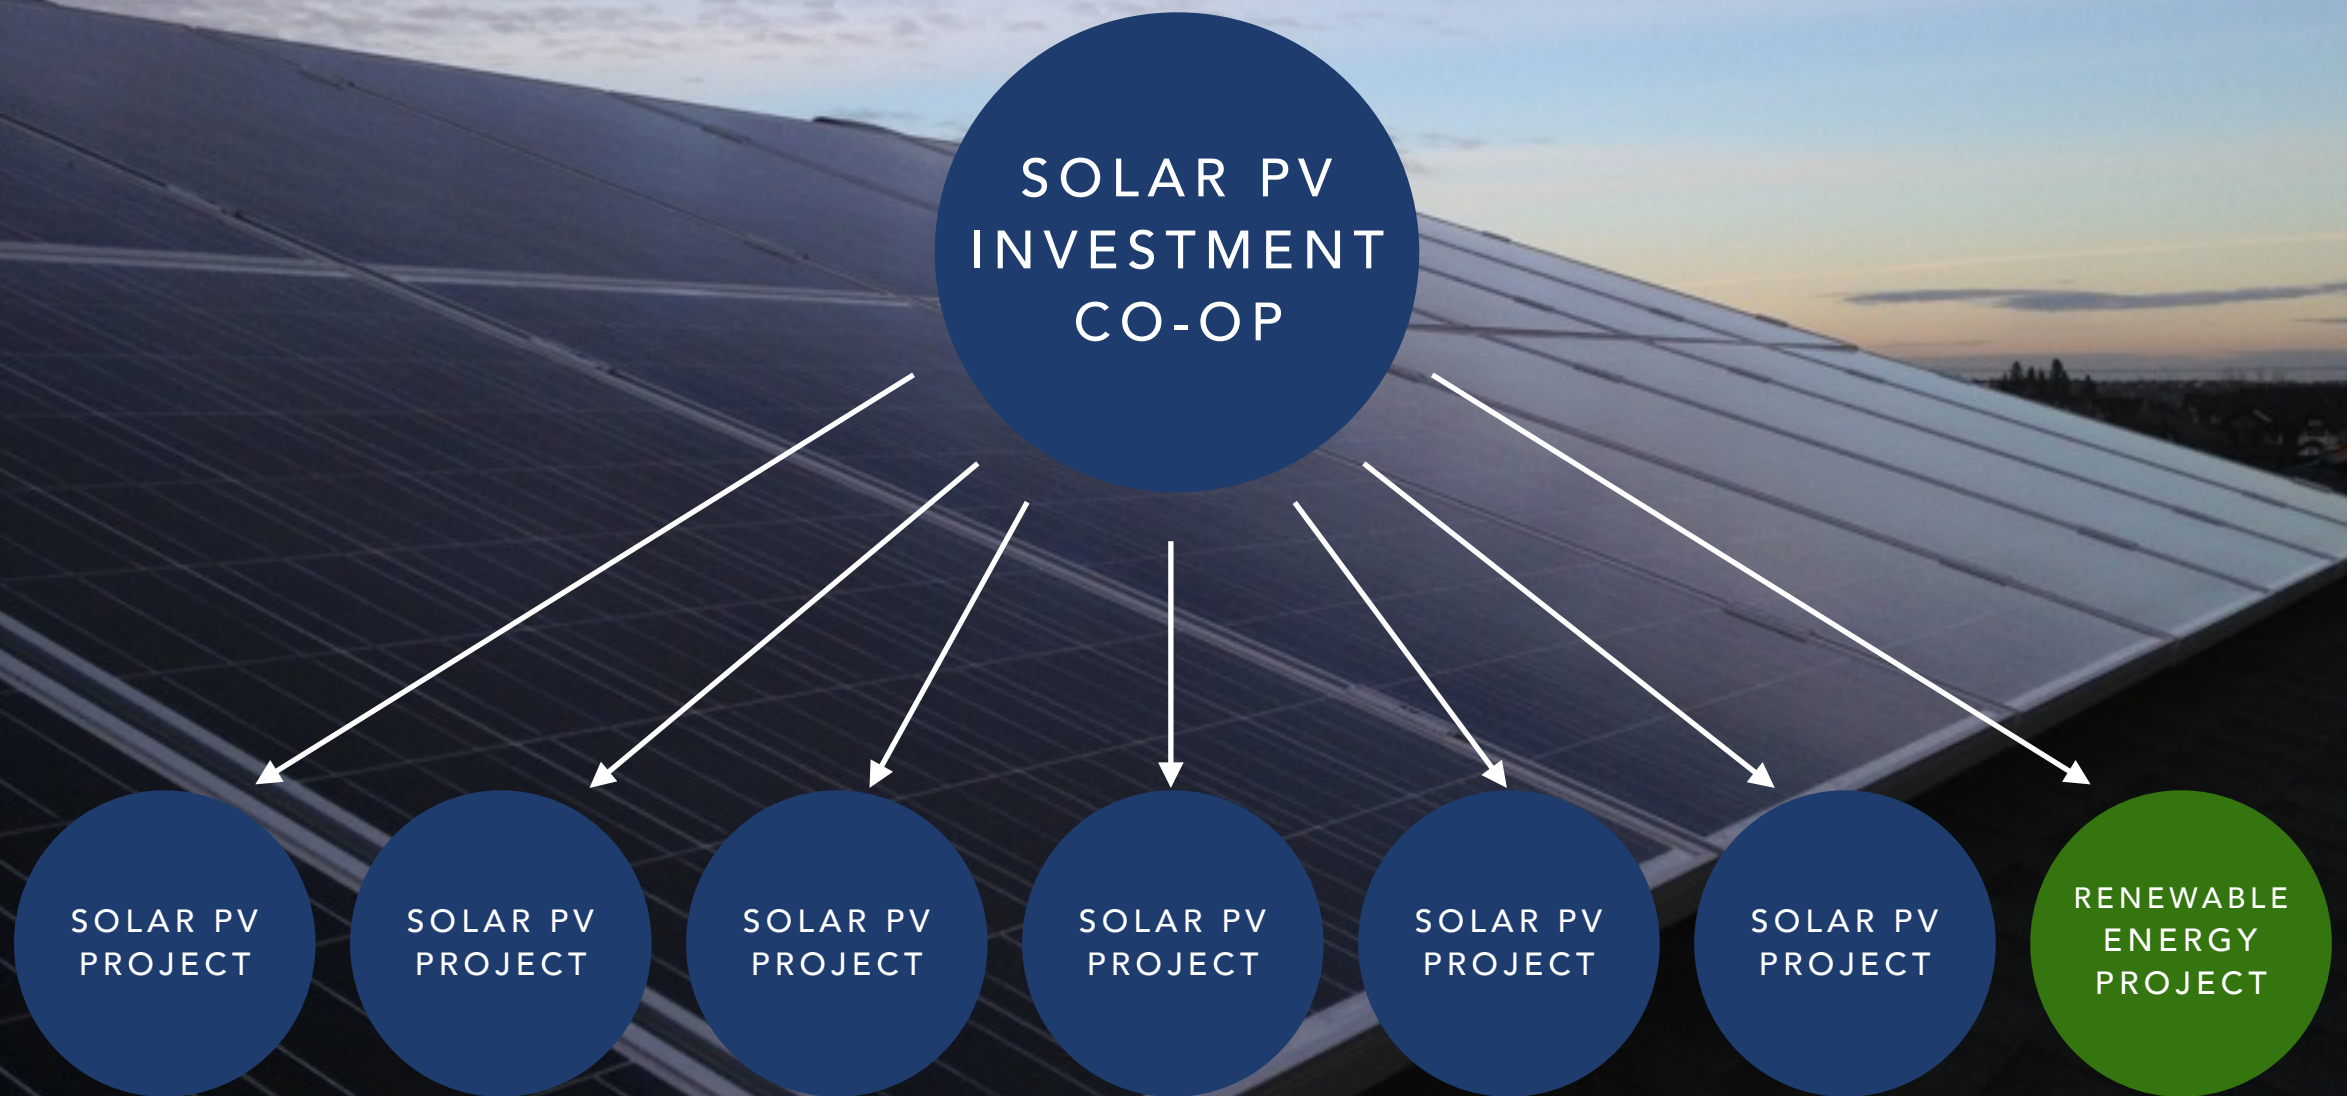 SOLAR PV
INVESTMENT
CO-OP
SOLAR PV
PROJECT
SOLAR PV
PROJECT
SOLAR PV
PROJECT
SOLAR PV
PROJECT
SOLAR PV
PROJECT
SOLAR PV
PROJECT
RENEWABLE
ENERGY
PROJECT